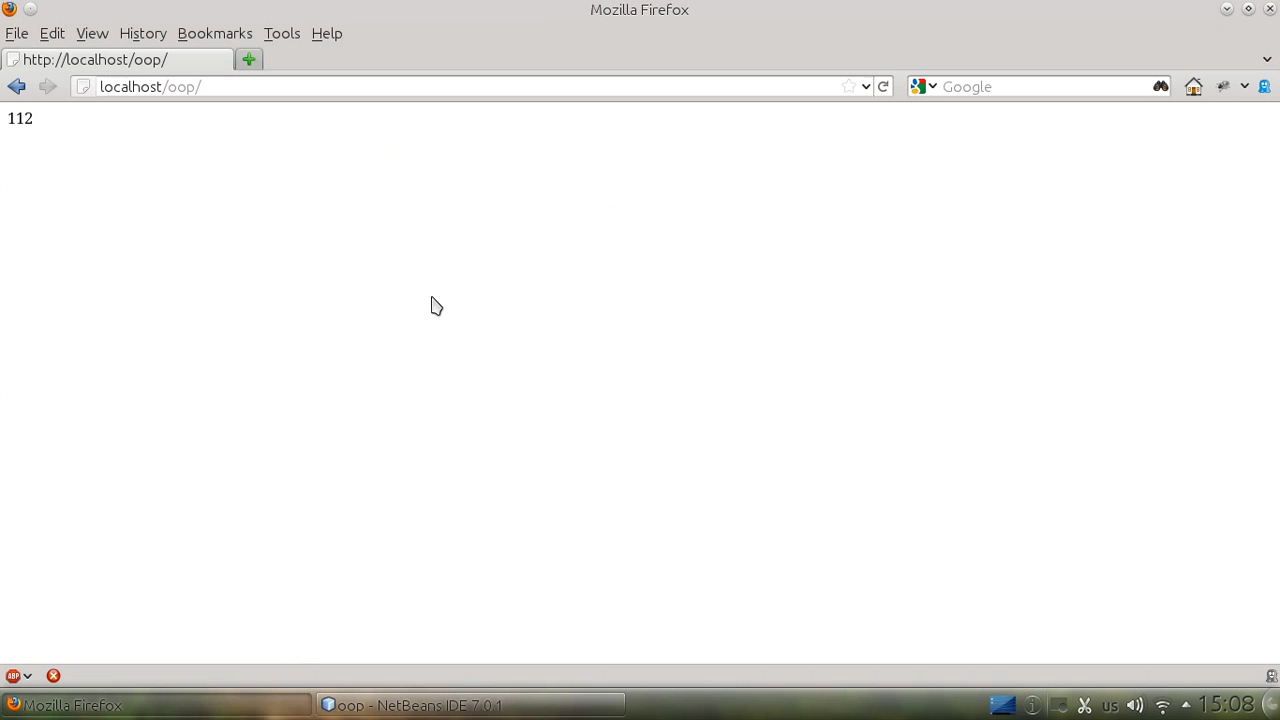 Mozilla Firefox
File Edit View History Bookmarks Tools Help
http://localhost/oop/
localhost/oop/ Google
112
ABP
Mozilla Firefox oop - NetBeans IDE 7.0.1 us 15:08